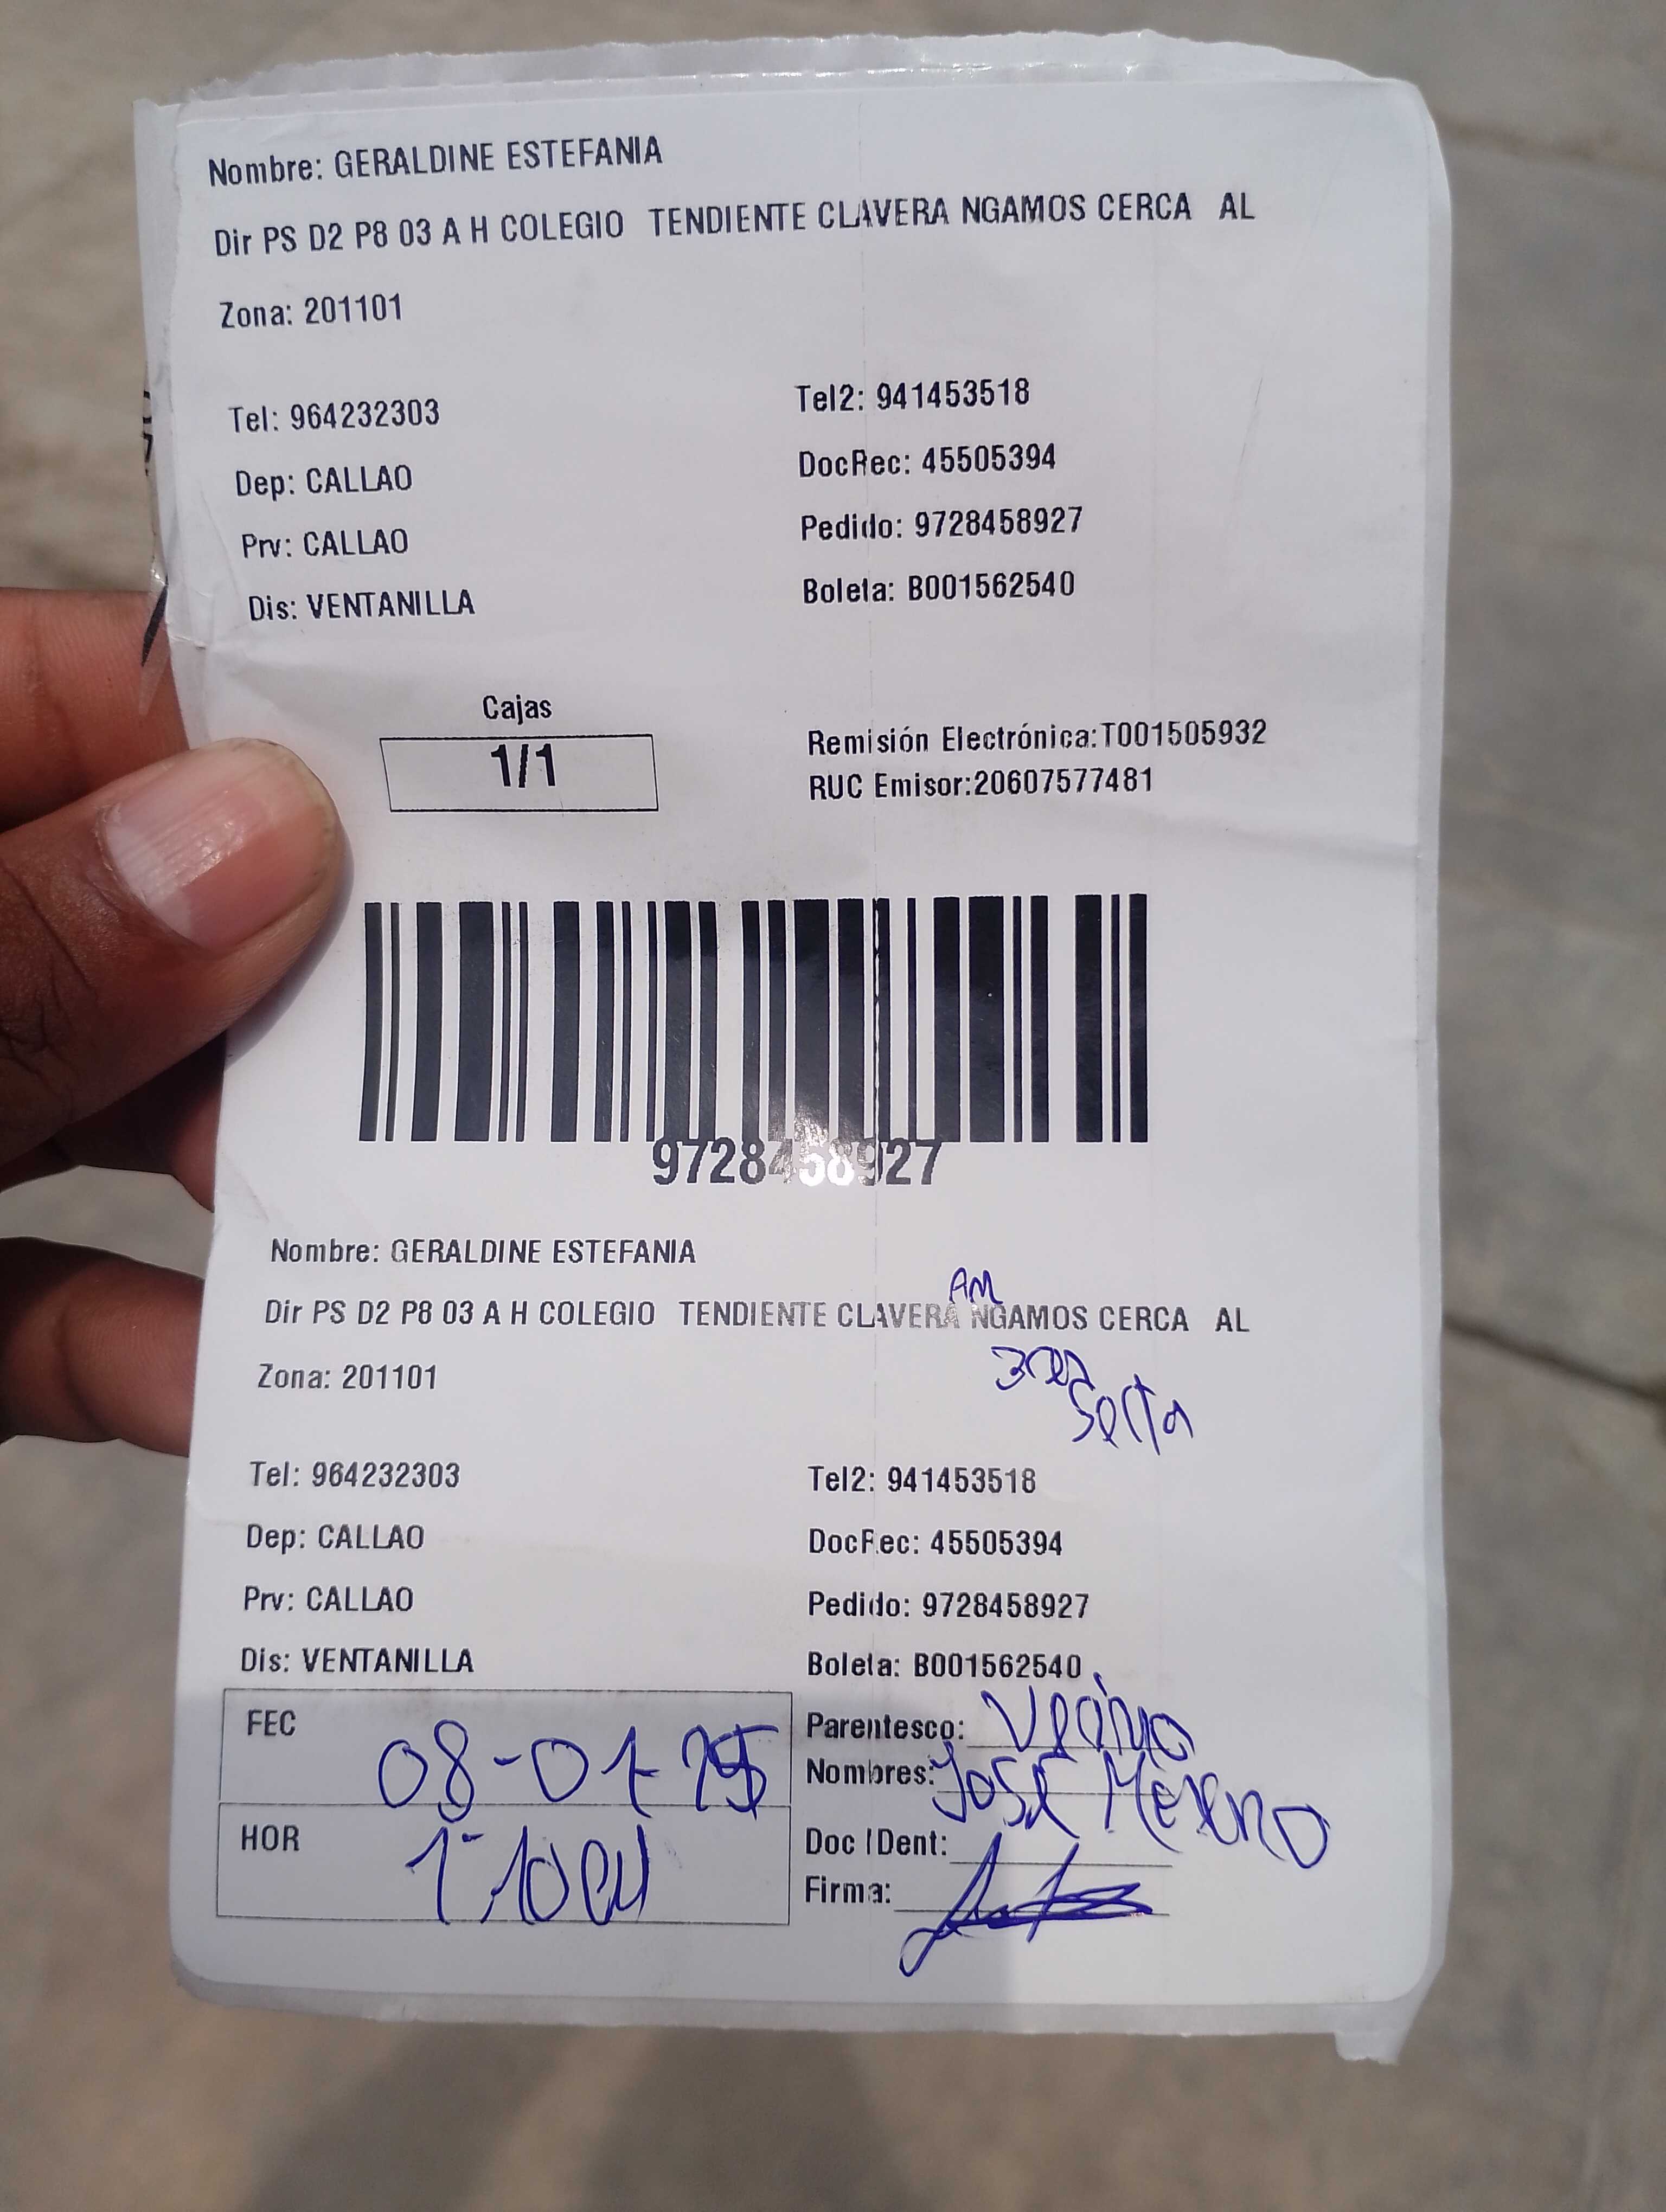 Nombre: GERALDINE ESTEFANIA
Dir PS D2 P8 03 A H COLEGIO TENDIENTE CLAVERA NGAMOS CERCA AL
Zona: 201101
Tel: 964232303 Tel2: 941453518
Dep: CALLAO DocRec: 45505394
Prv: CALLAO Pedido: 9728458927
Dis: VENTANILLA Boleta: B001562540
Cajas
1/1
Remisión Electrónica:T001505932
RUC Emisor:20607577481
9728458927
Nombre: GERALDINE ESTEFANIA
AM
Dir PS D2 P8 03 A H COLEGIO TENDIENTE CLAVERA NGAMOS CERCA AL
Zona: 201101
Tel: 964232303 Tel2: 941453518
Dep: CALLAO DocRec: 45505394
Prv: CALLAO Pedido: 9728458927
Dis: VENTANILLA Boleta: B001562540
FEC 08-01-25 Parentesco: Vecino
Nombres: José Moreno
HOR Doc IDent:
Firma: